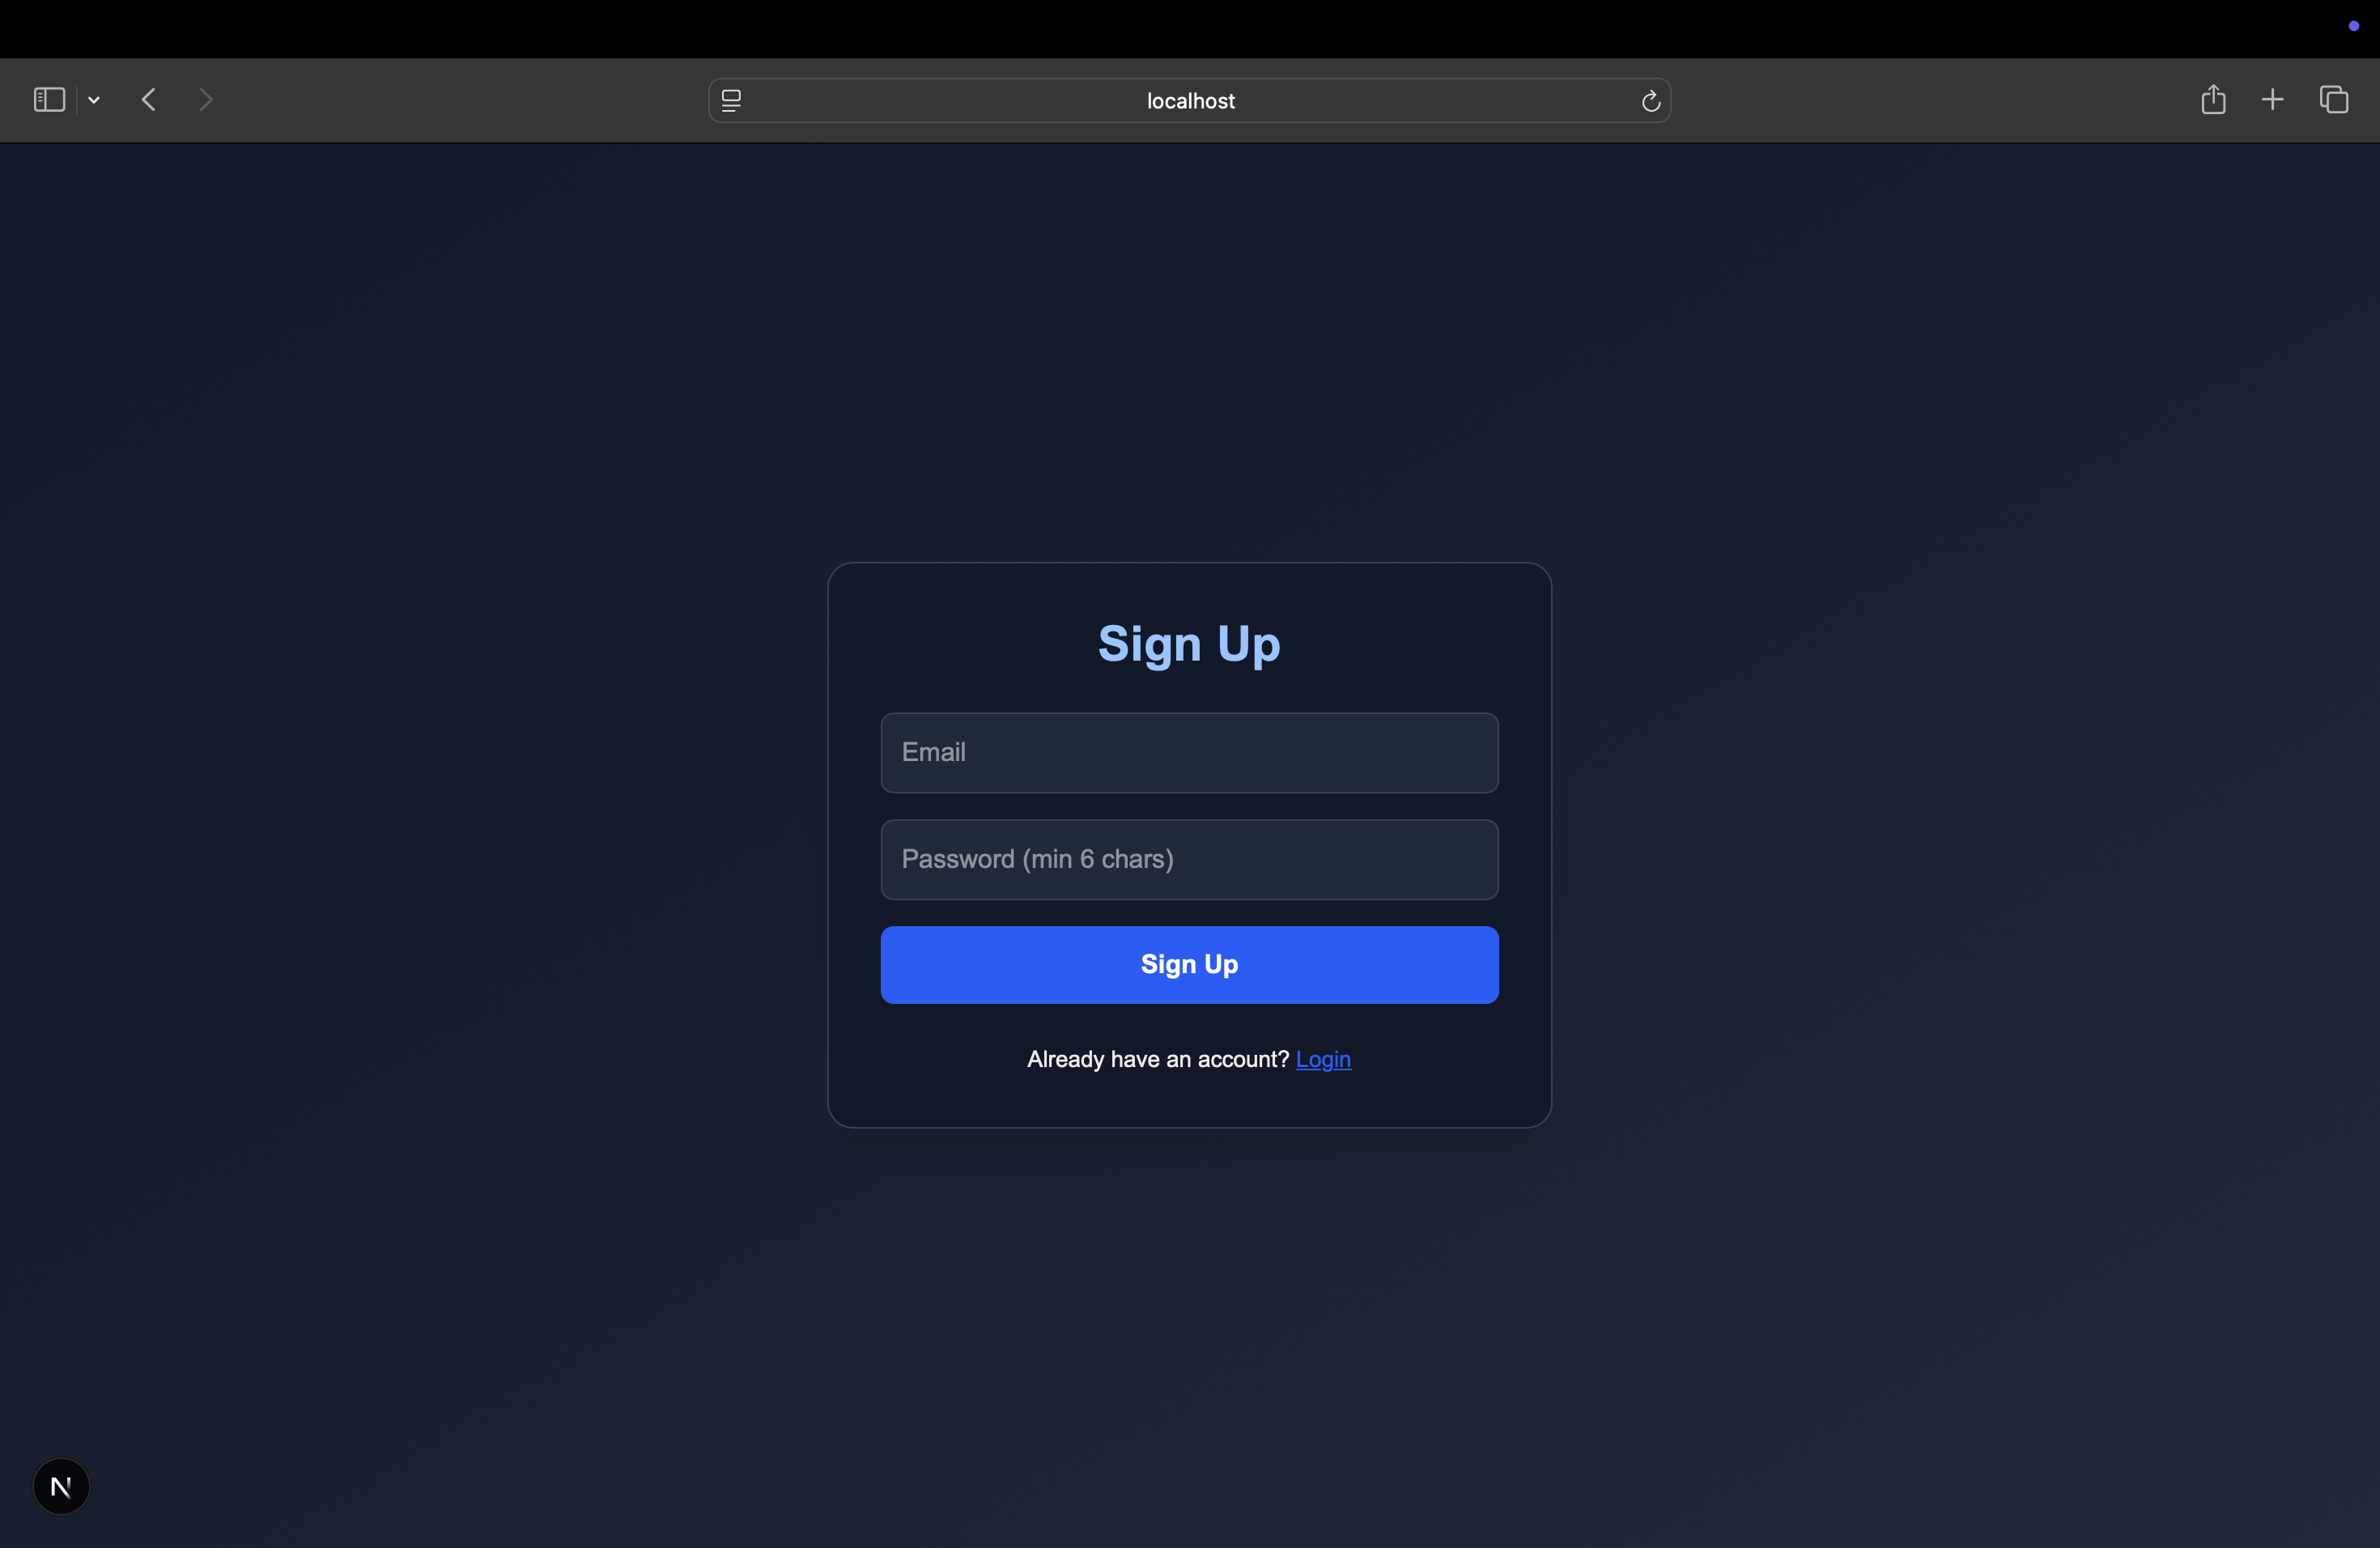 localhost
Sign Up
Email
Password (min 6 chars)
Sign Up
Already have an account? Login
N